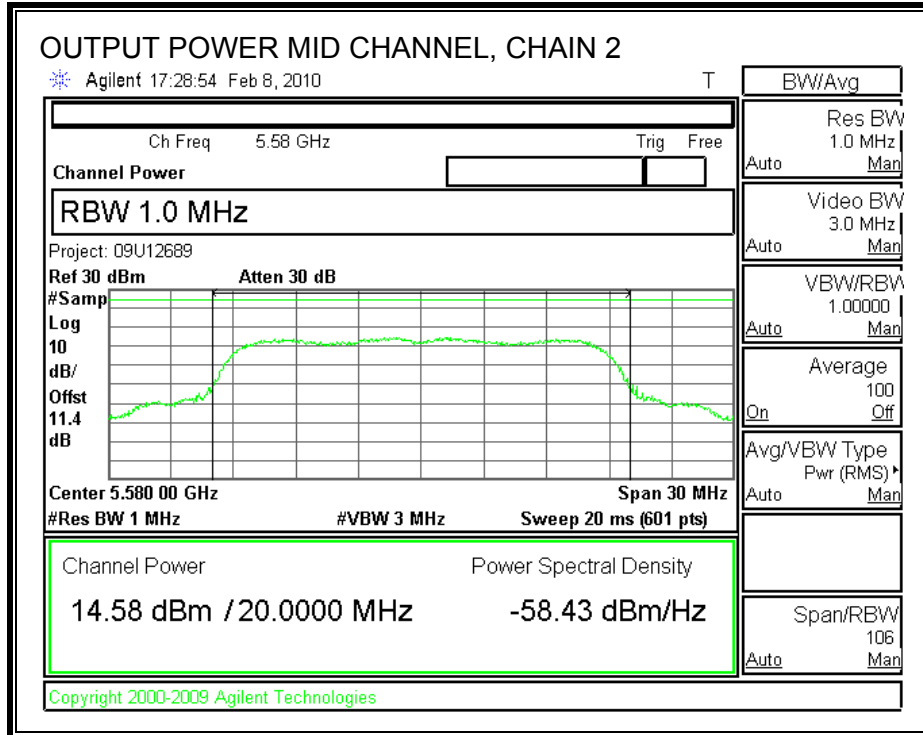 OUTPUT POWER MID CHANNEL, CHAIN 2
Agilent 17:28:54 Feb 8, 2010 T
Ch Freq 5.58 GHz Trig Free
Channel Power
RBW 1.0 MHz
Project: 09U12689
Ref 30 dBm Atten 30 dB
#Samp
Log
10
dB/
Offst
11.4
dB
Center 5.580 00 GHz Span 30 MHz
#Res BW 1 MHz #VBW 3 MHz Sweep 20 ms (601 pts)
Channel Power Power Spectral Density
14.58 dBm / 20.0000 MHz -58.43 dBm/Hz
Copyright 2000-2009 Agilent Technologies
BW/Avg
Res BW
1.0 MHz
Auto Man
Video BW
3.0 MHz
Auto Man
VBW/RBW
1.00000
Auto Man
Average
100
On Off
Avg/VBW Type
Pwr (RMS)
Auto Man
Span/RBW
106
Auto Man